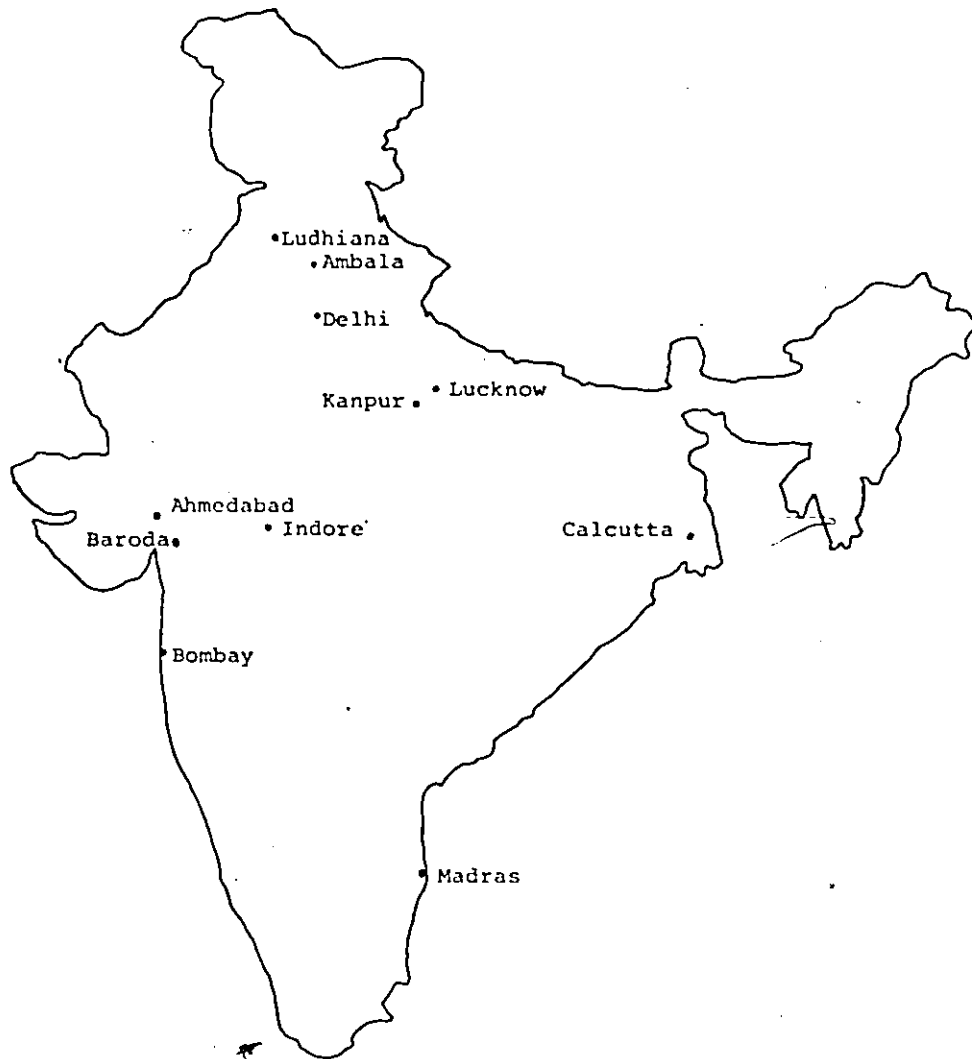 Ludhiana
Ambala
Delhi
Lucknow
Kanpur
Ahmedabad
Indore
Baroda
Calcutta
Bombay
Madras